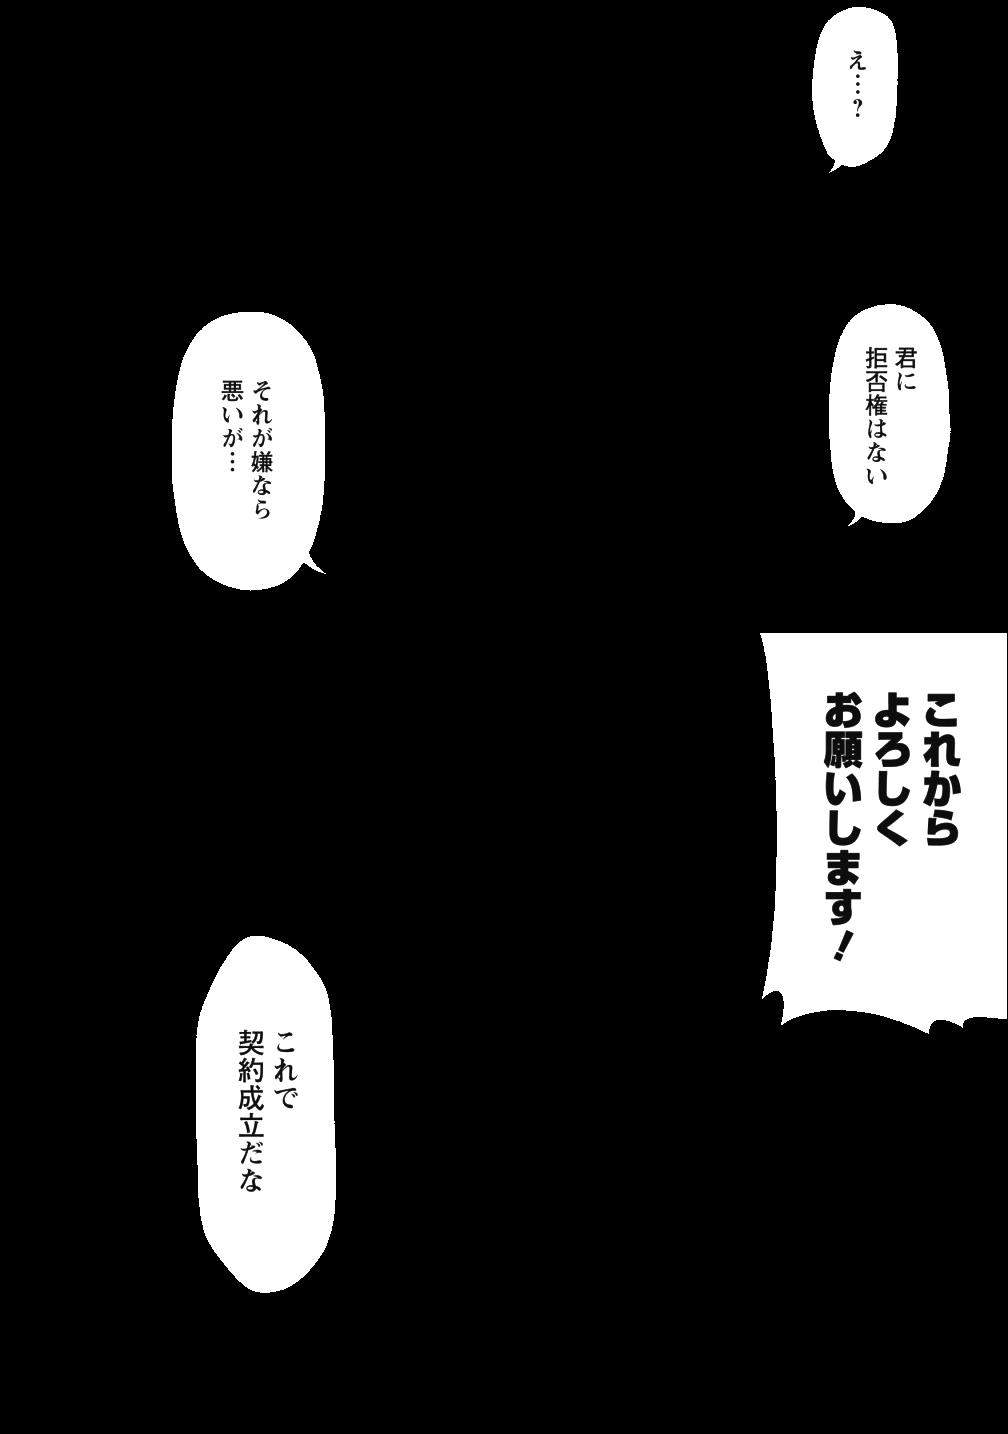 え…?
君に
拒否権はない
それが嫌なら
悪いが…
これから
よろしく
お願いします!
これで
契約成立だな